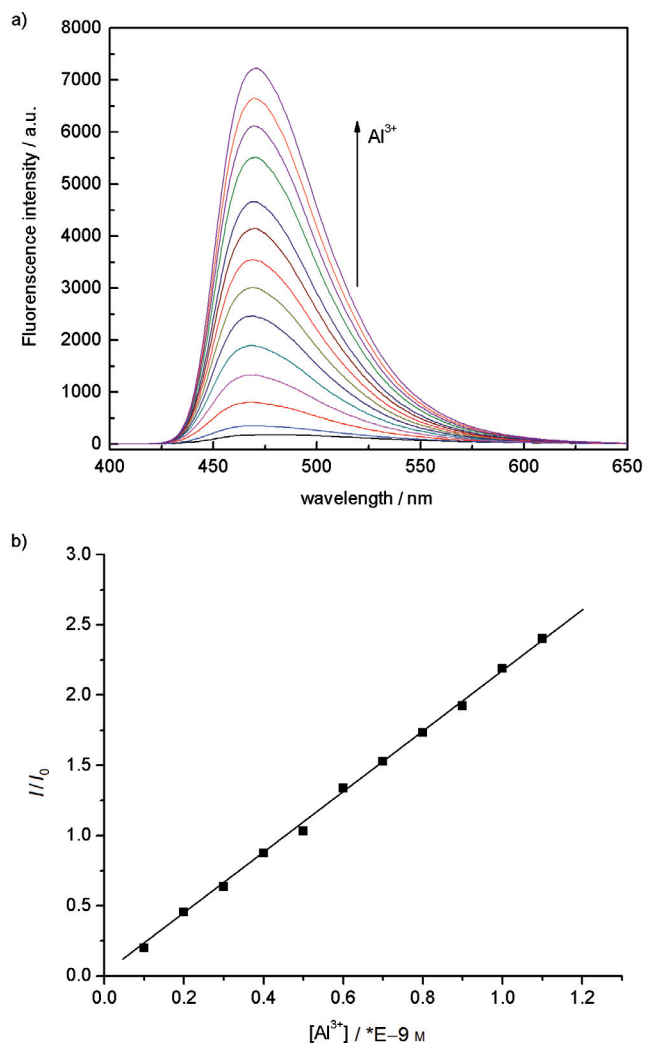 a)
8000
7000
6000
5000
4000
3000
2000
1000
0
Fluorenscence intensity / a.u.
Al³⁺
400 450 500 550 600 650
wavelength / nm
b)
3.0
2.5
2.0
1.5
1.0
0.5
0.0
I/I₀
0.0 0.2 0.4 0.6 0.8 1.0 1.2
[Al³⁺] / *E–9 M